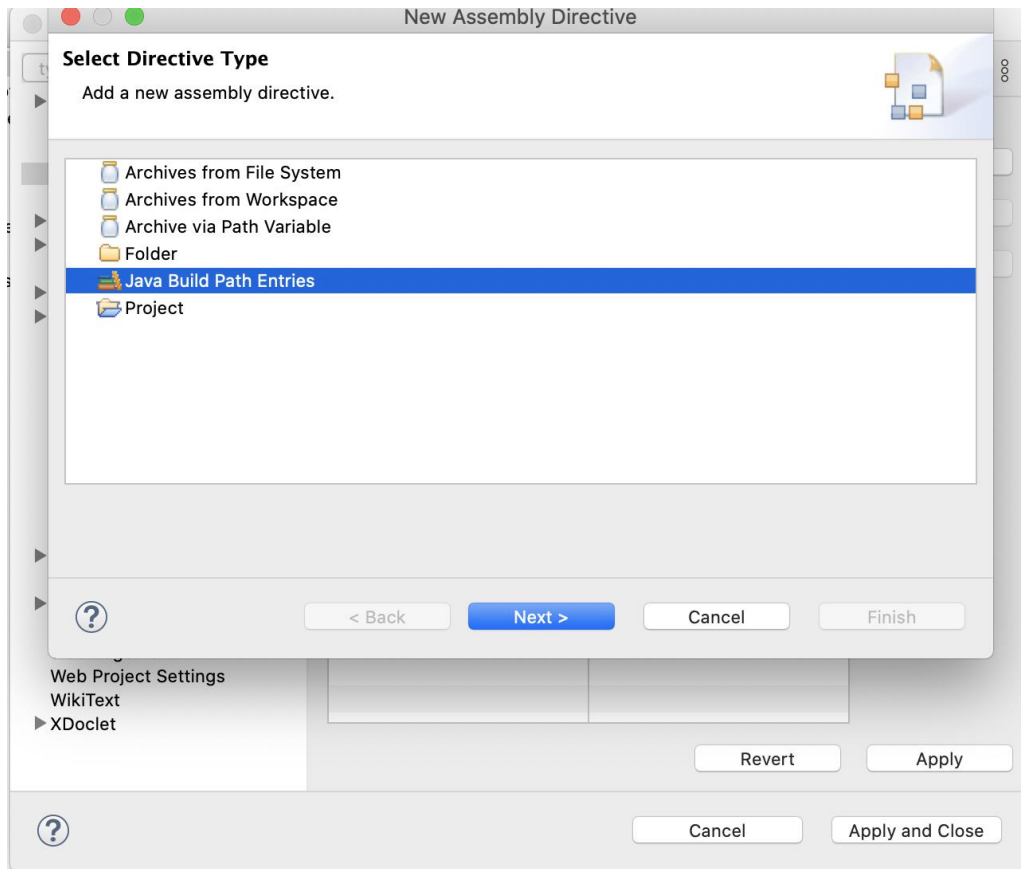 New Assembly Directive
Select Directive Type
Add a new assembly directive.
Archives from File System
Archives from Workspace
Archive via Path Variable
Folder
Java Build Path Entries
Project
?
< Back
Next >
Cancel
Finish
Web Project Settings
WikiText
XDoclet
Revert
Apply
?
Cancel
Apply and Close